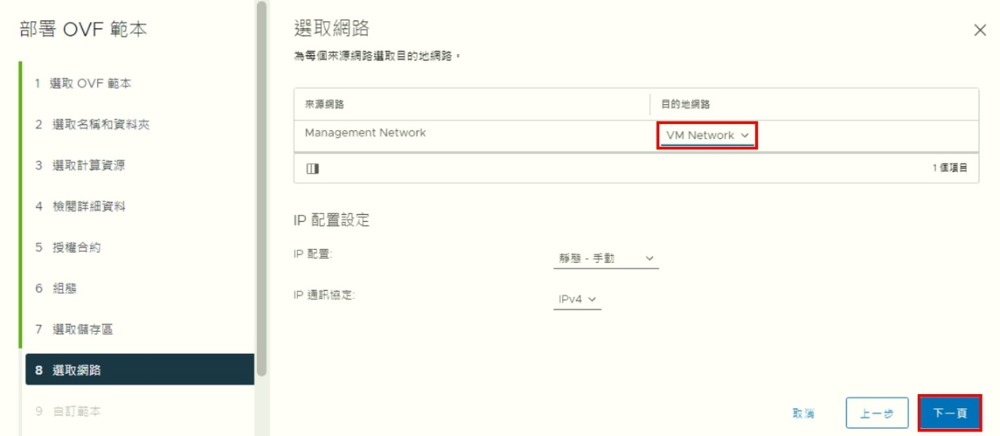 部署 OVF 範本
1 選取 OVF 範本
2 選取名稱和資料夾
3 選取計算資源
4 檢閱詳細資料
5 授權合約
6 組態
7 選取儲存區
8 選取網路
9 自訂範本
選取網路
為每個來源網路選取目的地網路。
來源網路 目的地網路
Management Network VM Network
1 個項目
IP 配置設定
IP 配置: 靜態 - 手動
IP 通訊協定: IPv4
取消 上一步 下一頁